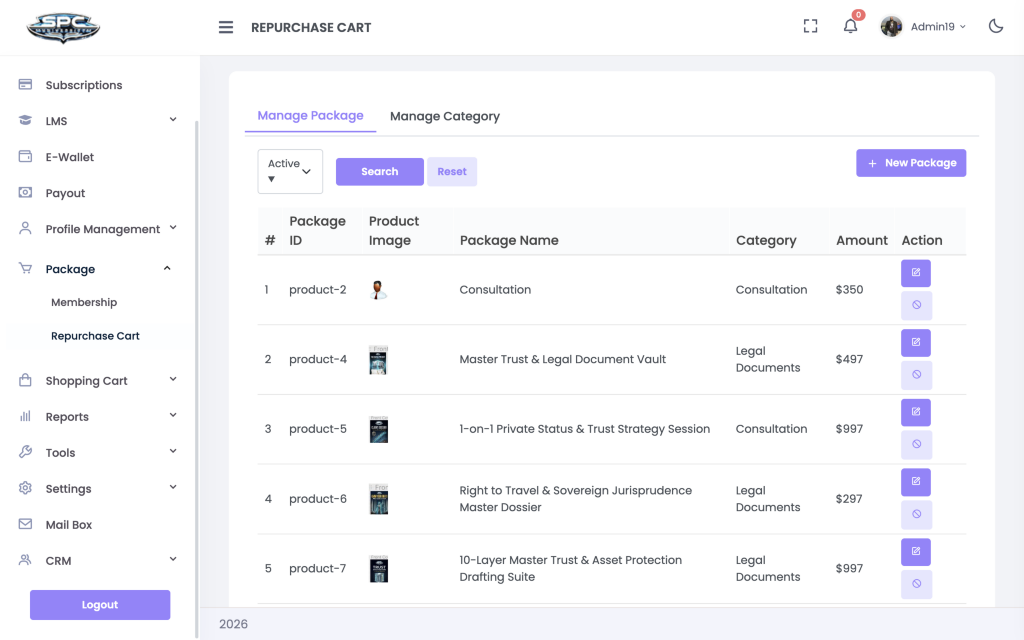 SPC
REPURCHASE CART
0
Admin19
Subscriptions
LMS
E-Wallet
Payout
Profile Management
Package
Membership
Repurchase Cart
Shopping Cart
Reports
Tools
Settings
Mail Box
CRM
Logout
Manage Package
Manage Category
Active
▼
Search
Reset
+ New Package
# Package ID Product Image Package Name Category Amount Action
1 product-2 Consultation Consultation $350
2 product-4 Master Trust & Legal Document Vault Legal Documents $497
3 product-5 1-on-1 Private Status & Trust Strategy Session Consultation $997
4 product-6 Right to Travel & Sovereign Jurisprudence Master Dossier Legal Documents $297
5 product-7 10-Layer Master Trust & Asset Protection Drafting Suite Legal Documents $997
2026